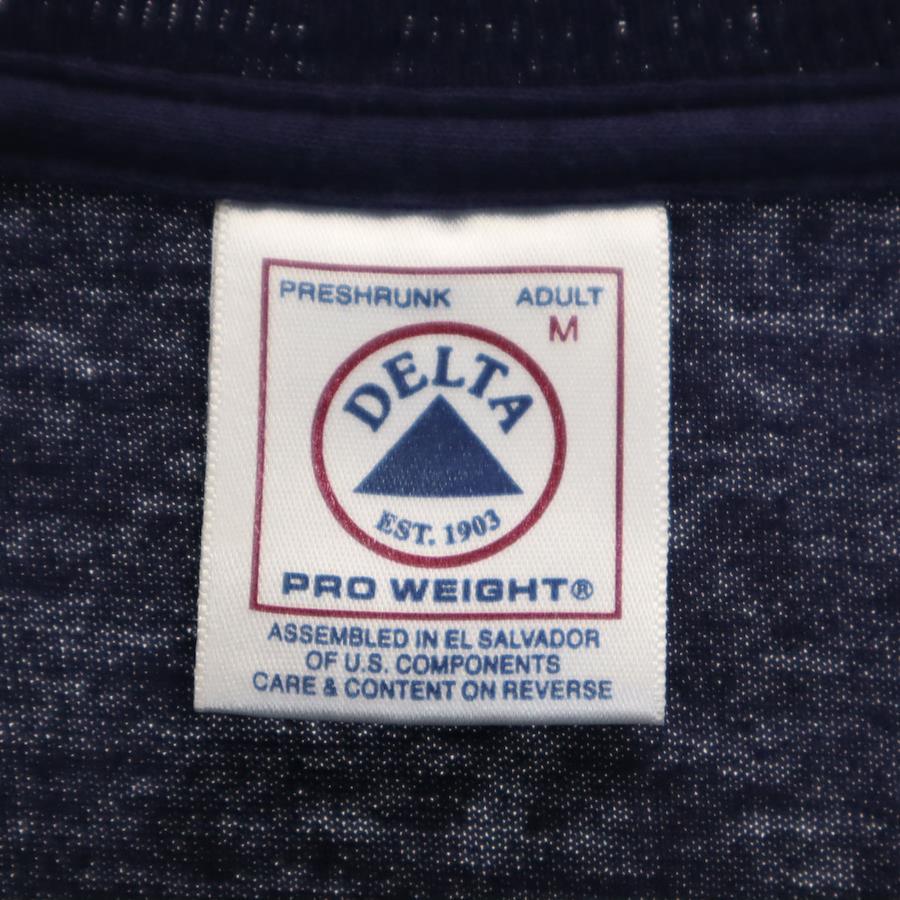 PRESHRUNK ADULT
M
DELTA
EST. 1903
PRO WEIGHT®
ASSEMBLED IN EL SALVADOR
OF U.S. COMPONENTS
CARE & CONTENT ON REVERSE